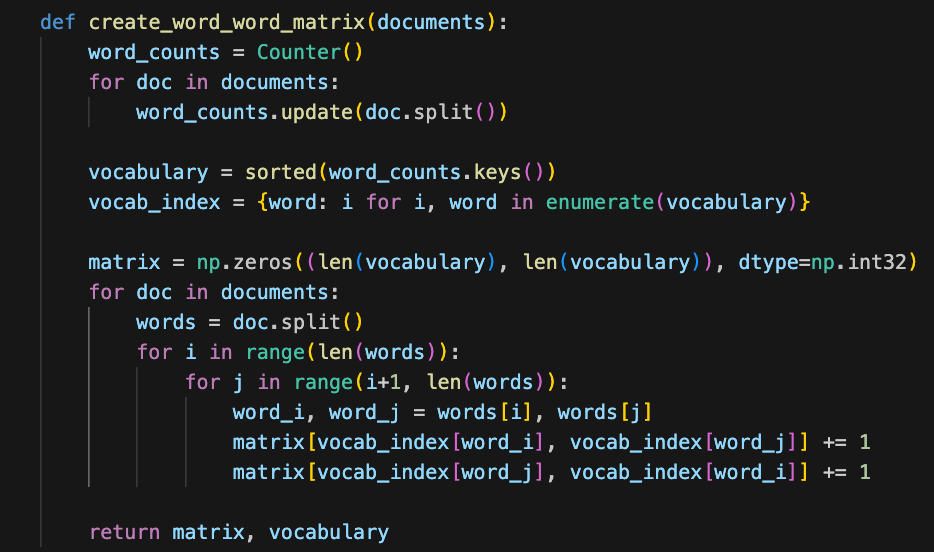 def create_word_word_matrix(documents):
    word_counts = Counter()
    for doc in documents:
        word_counts.update(doc.split())

    vocabulary = sorted(word_counts.keys())
    vocab_index = {word: i for i, word in enumerate(vocabulary)}

    matrix = np.zeros((len(vocabulary), len(vocabulary)), dtype=np.int32)
    for doc in documents:
        words = doc.split()
        for i in range(len(words)):
            for j in range(i+1, len(words)):
                word_i, word_j = words[i], words[j]
                matrix[vocab_index[word_i], vocab_index[word_j]] += 1
                matrix[vocab_index[word_j], vocab_index[word_i]] += 1

    return matrix, vocabulary